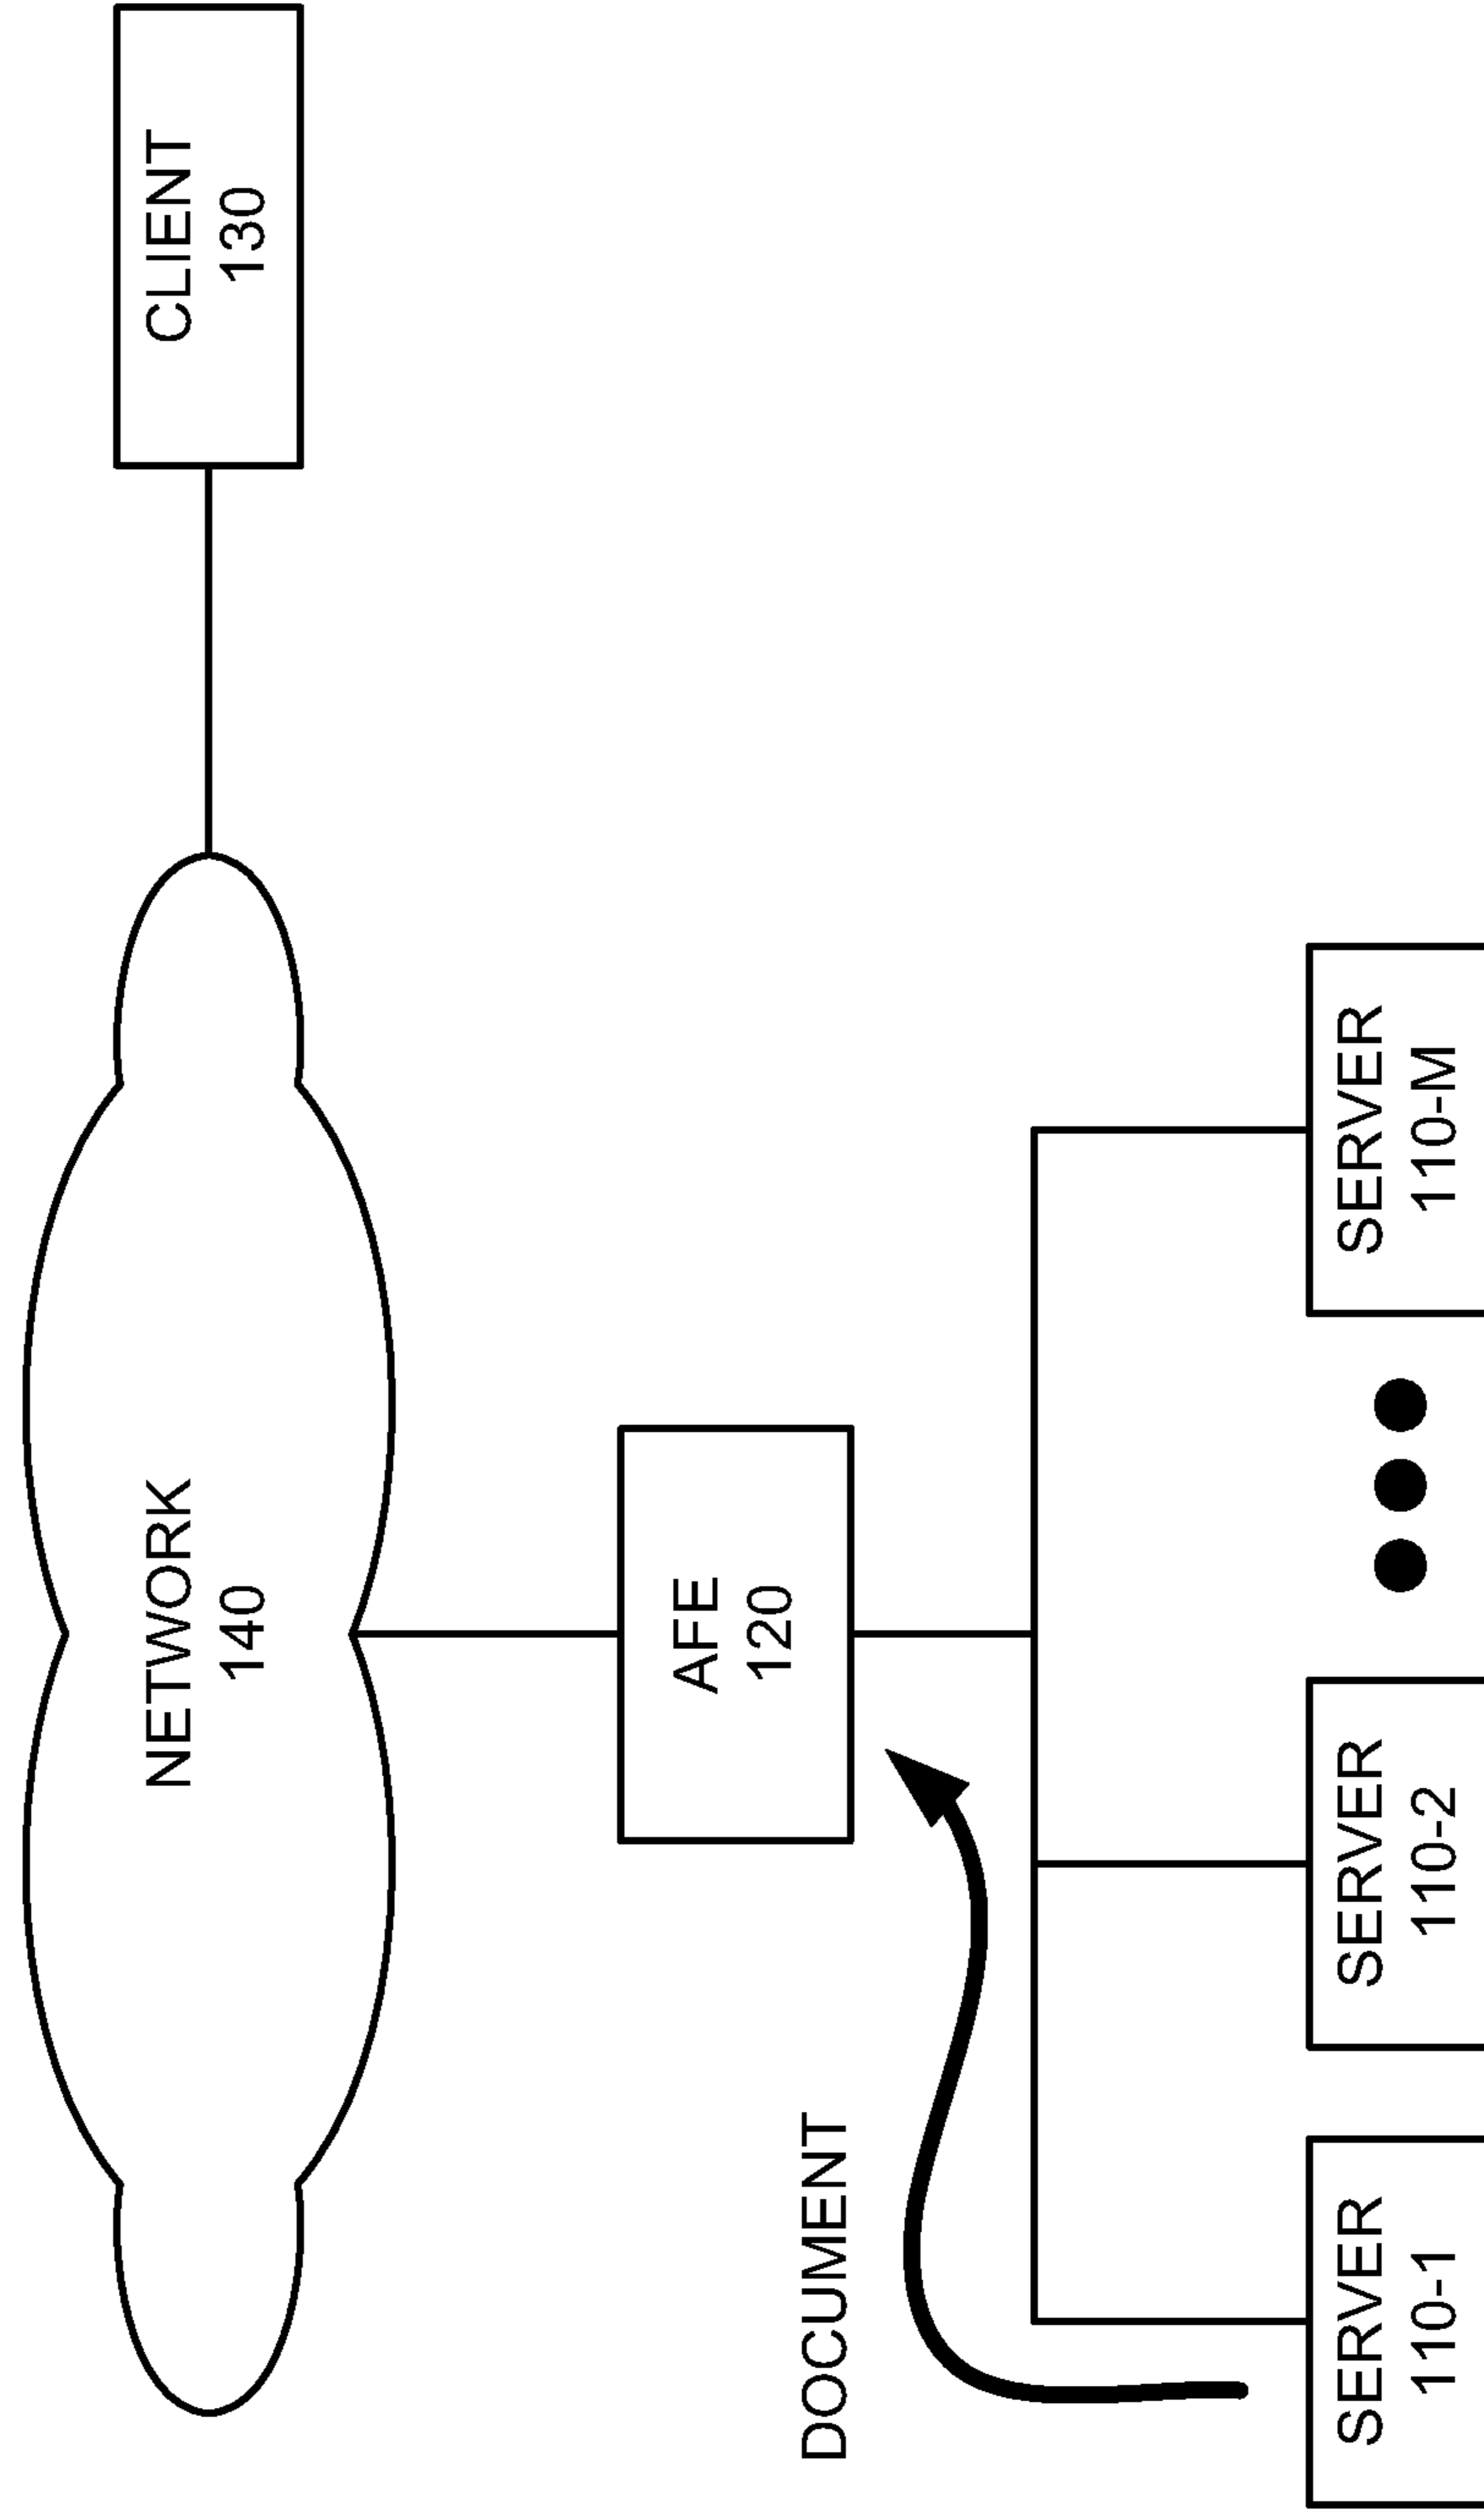 NETWORK
140
CLIENT
130
AFE
120
DOCUMENT
SERVER
110-1
SERVER
110-2
SERVER
110-M